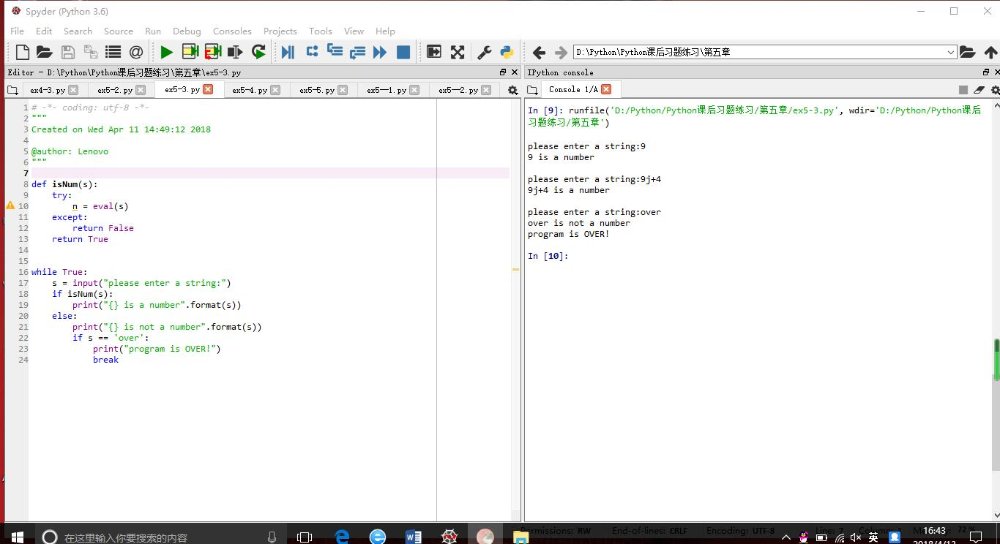 Spyder (Python 3.6)
File Edit Search Source Run Debug Consoles Projects Tools View Help
D:\Python\Python课后习题练习\第五章
Editor - D:\Python\Python课后习题练习\第五章\ex5-3.py
ex4-3.py ex5-2.py ex5-3.py ex5-4.py ex5-5.py ex5--1.py ex5--2.py
1 # -*- coding: utf-8 -*-
2 """
3 Created on Wed Apr 11 14:49:12 2018
4
5 @author: Lenovo
6 """
7
8 def isNum(s):
9     try:
10         n = eval(s)
11     except:
12         return False
13     return True
14
15
16 while True:
17     s = input("please enter a string:")
18     if isNum(s):
19         print("{} is a number".format(s))
20     else:
21         print("{} is not a number".format(s))
22         if s == 'over':
23             print("program is OVER!")
24             break
IPython console
Console 1/A
In [9]: runfile('D:/Python/Python课后习题练习/第五章/ex5-3.py', wdir='D:/Python/Python课后
习题练习/第五章')
please enter a string:9
9 is a number
please enter a string:9j+4
9j+4 is a number
please enter a string:over
over is not a number
program is OVER!
In [10]:
RW End-of-lines: CRLF Encoding: UTF-8 Line: 7 72 %
在这里输入你要搜索的内容
英
16:43